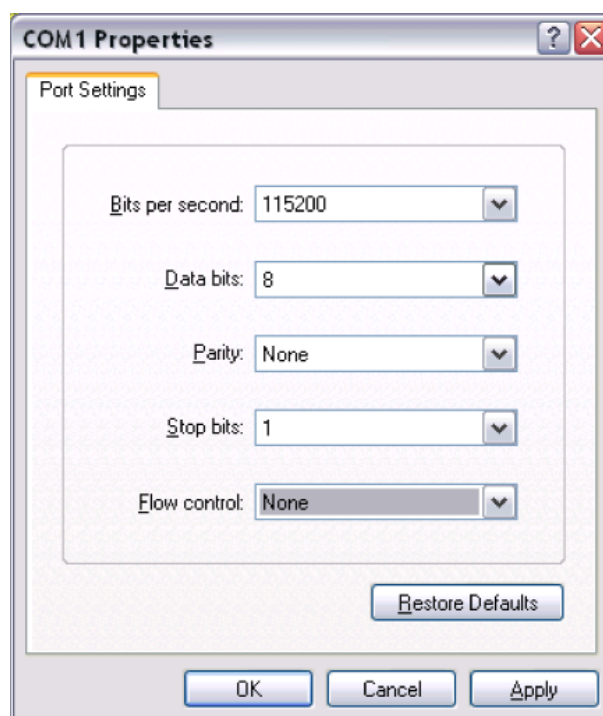 COM1 Properties
Port Settings
Bits per second: 115200
Data bits: 8
Parity: None
Stop bits: 1
Flow control: None
Restore Defaults
OK Cancel Apply